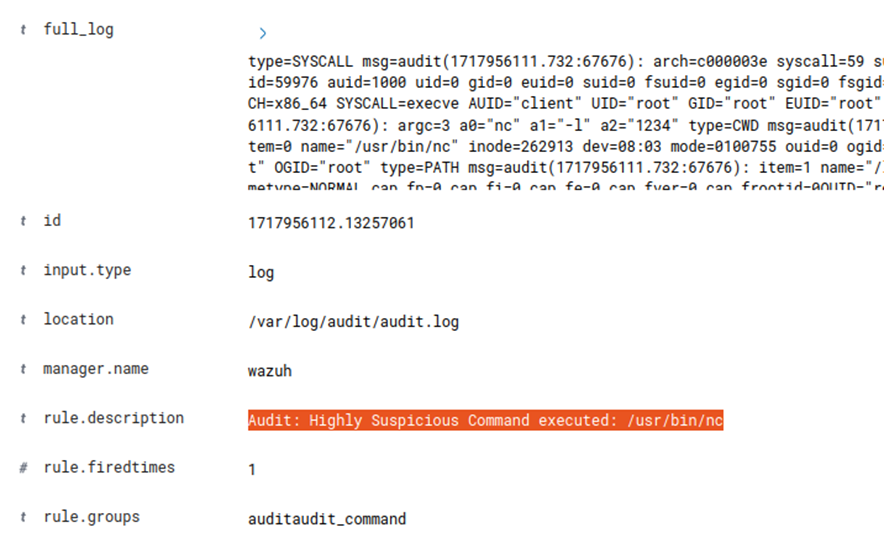 t full_log
type=SYSCALL msg=audit(1717956111.732:67676): arch=c000003e syscall=59
id=59976 auid=1000 uid=0 gid=0 euid=0 suid=0 fsuid=0 egid=0 sgid=0 fsgid=
CH=x86_64 SYSCALL=execve AUID="client" UID="root" GID="root" EUID="root"
6111.732:67676): argc=3 a0="nc" a1="-l" a2="1234" type=CWD msg=audit(171
tem=0 name="/usr/bin/nc" inode=262913 dev=08:03 mode=0100755 ouid=0 ogid=
t" OGID="root" type=PATH msg=audit(1717956111.732:67676): item=1 name="/
metype=NORMAL cap_fp=0 cap_fi=0 cap_fe=0 cap_fver=0 cap_frootid=0OUID="
t id 1717956112.13257061
t input.type log
t location /var/log/audit/audit.log
t manager.name wazuh
t rule.description Audit: Highly Suspicious Command executed: /usr/bin/nc
# rule.firedtimes 1
t rule.groups auditaudit_command